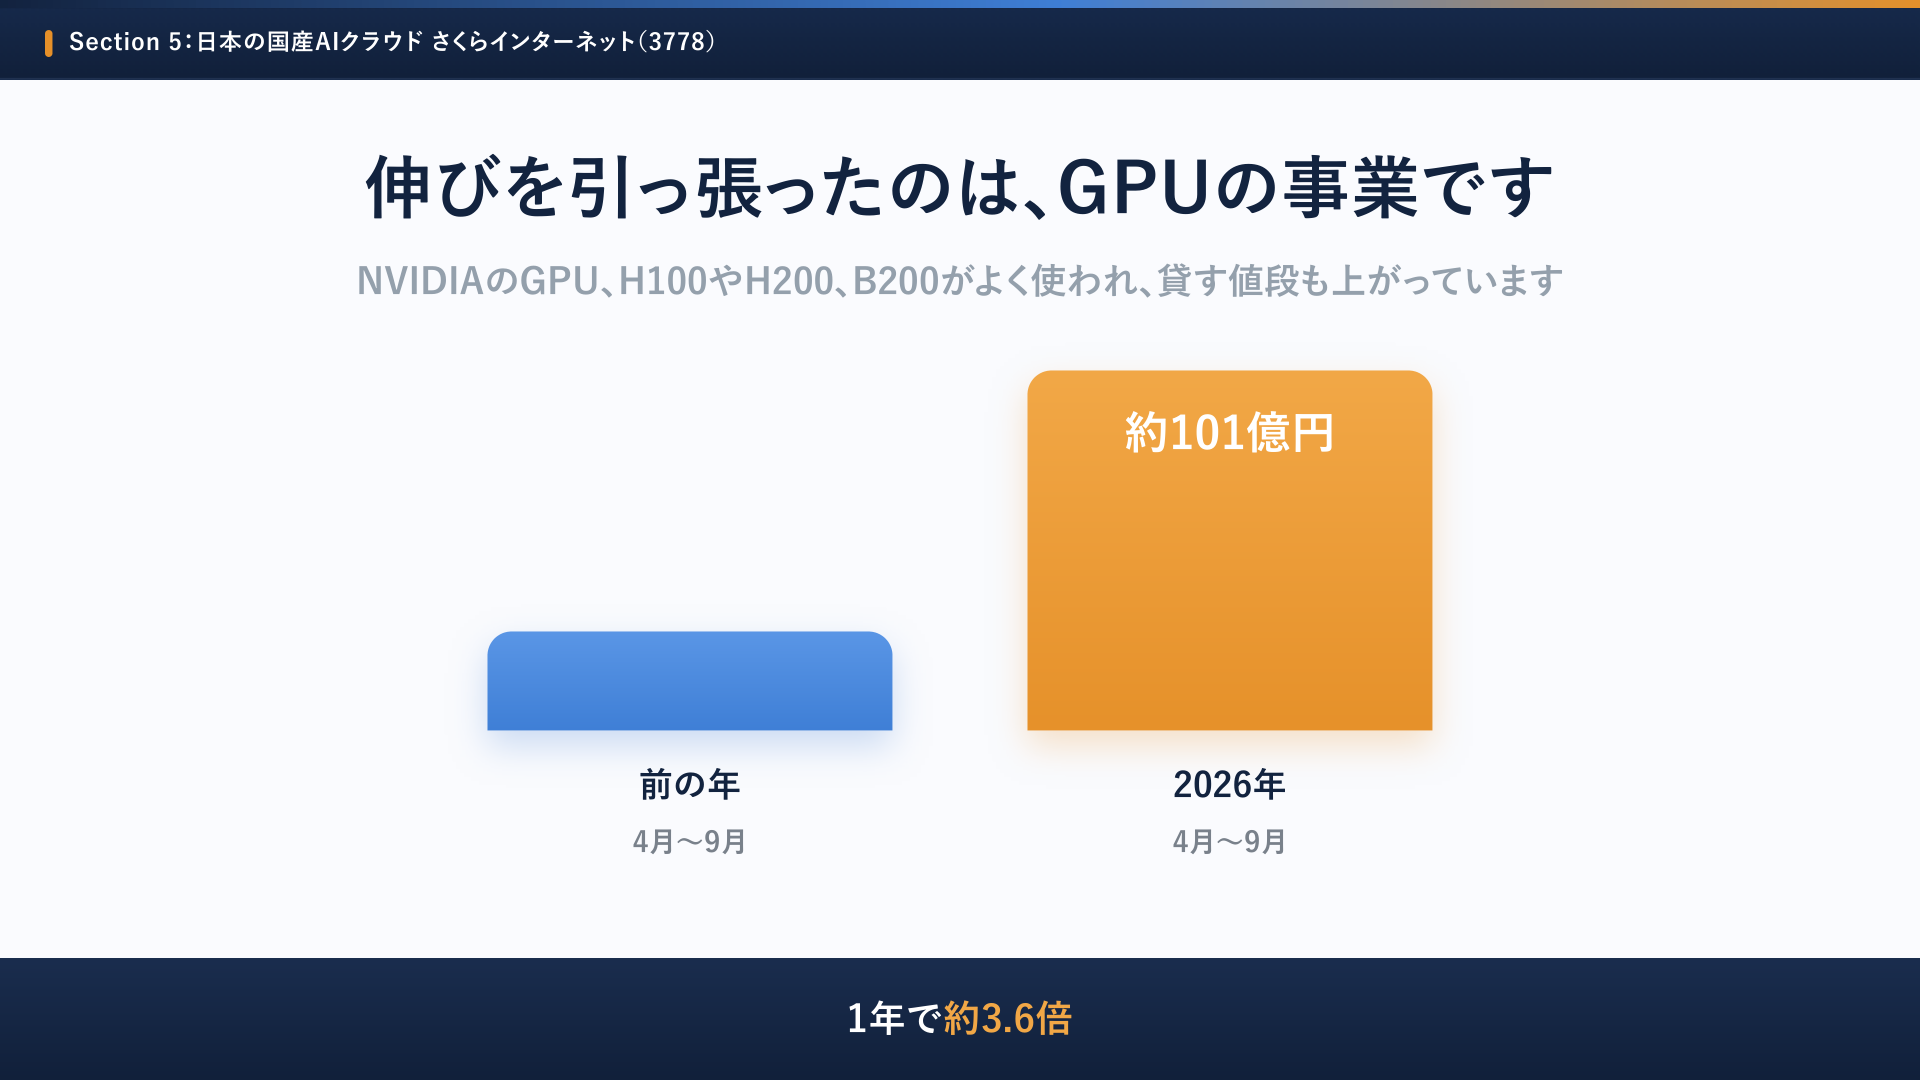 Section 5：日本の国産AIクラウド さくらインターネット（3778）
伸びを引っ張ったのは、GPUの事業です
NVIDIAのGPU、H100やH200、B200がよく使われ、貸す値段も上がっています
約101億円
前の年
4月〜9月
2026年
4月〜9月
1年で約3.6倍